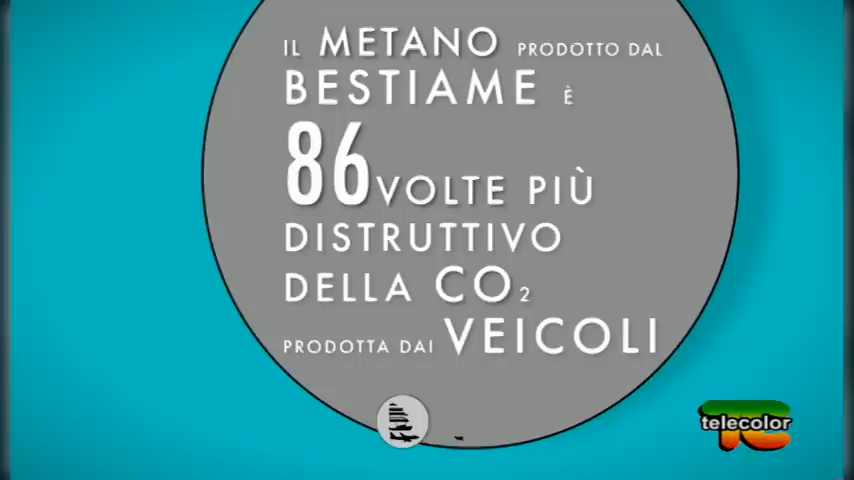 IL METANO PRODOTTO DAL
BESTIAME È
86 VOLTE PIÙ
DISTRUTTIVO
DELLA CO2
PRODOTTA DAI VEICOLI
telecolor